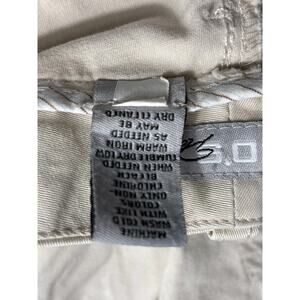 MACHINE
WASH COLD
WITH LIKE
COLORS.
ONLY NON-
CHLORINE
BLEACH
WHEN NEEDED
TUMBLE DRY LOW
WARM IRON
AS NEEDED
MAY BE
DRY CLEANED
D'S